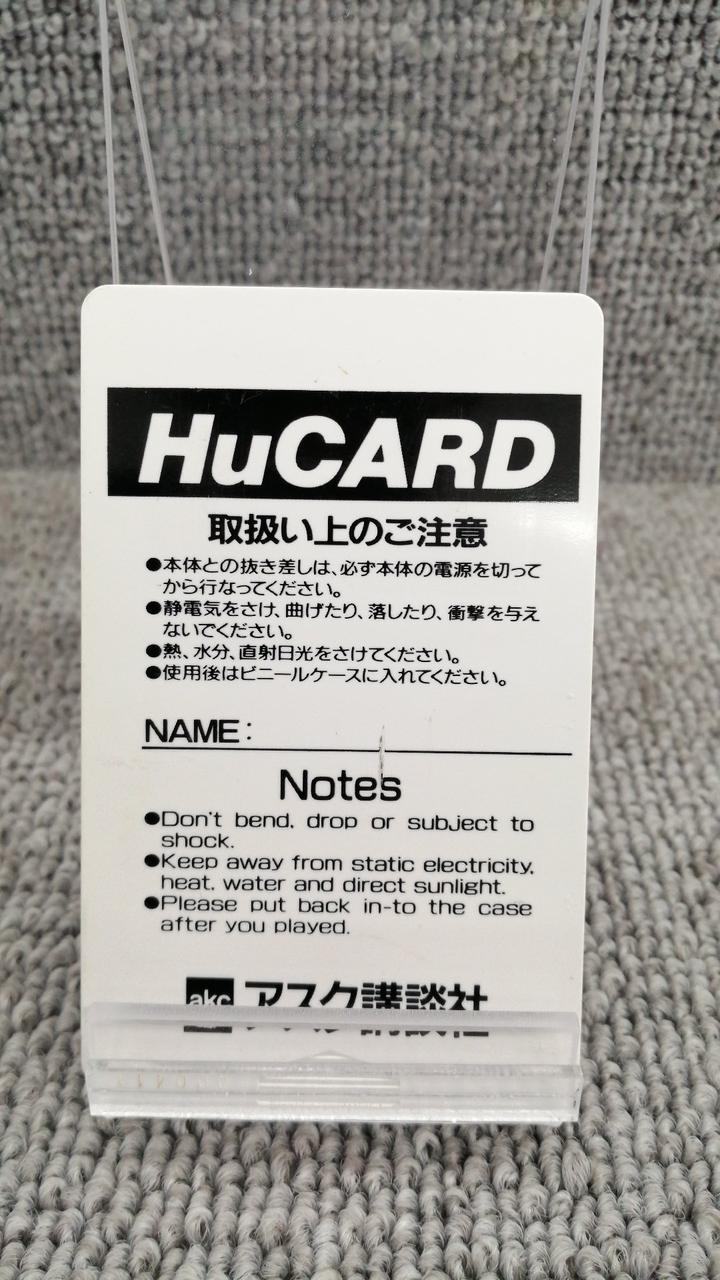 HuCARD
取扱い上のご注意
●本体との抜き差しは、必ず本体の電源を切って
から行なってください。
●静電気をさけ、曲げたり、落したり、衝撃を与え
ないでください。
●熱、水分、直射日光をさけてください。
●使用後はビニールケースに入れてください。
NAME:
Notes
●Don't bend, drop or subject to
shock.
●Keep away from static electricity,
heat, water and direct sunlight.
●Please put back in-to the case
after you played.
akc アスク講談社